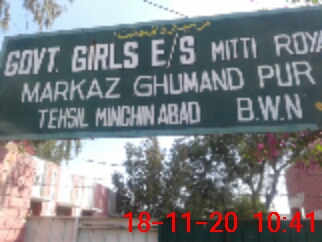 GOVT. GIRLS E/S MITTI ROYA
MARKAZ GHUMAND PUR
TEHSIL MINCHINABAD B.W.N
18-11-20 10:41